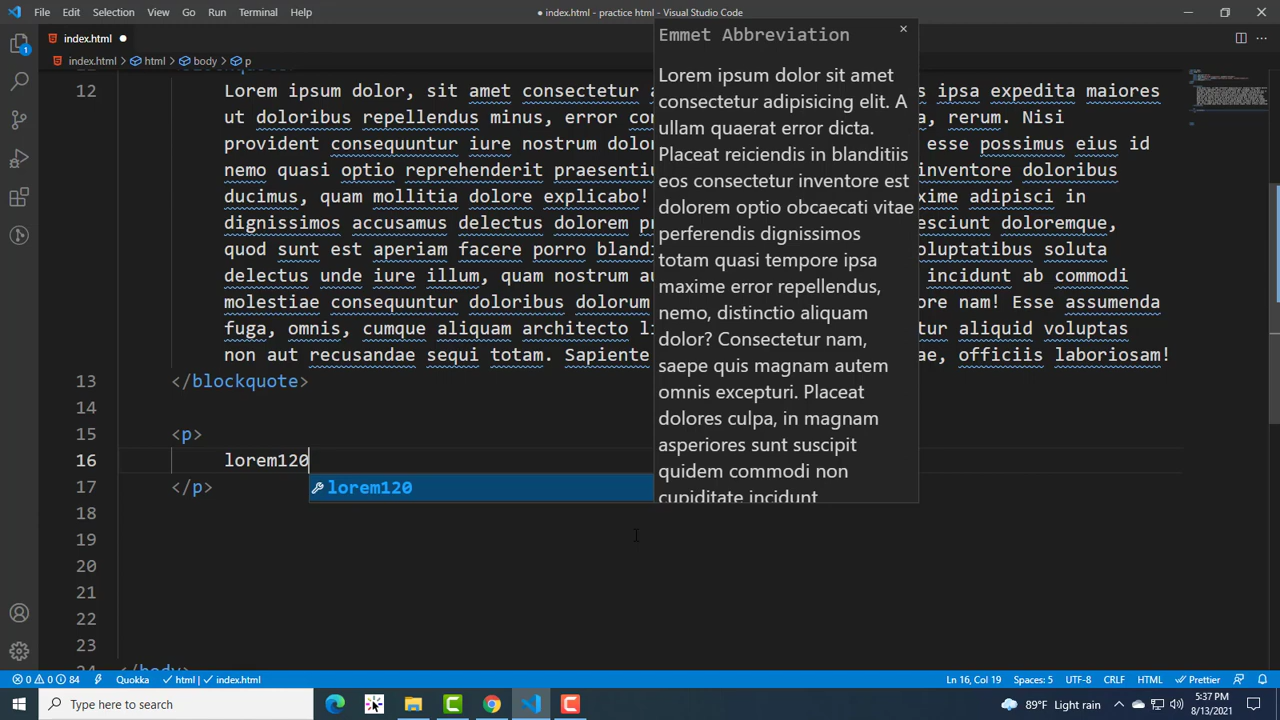 File Edit Selection View Go Run Terminal Help ● index.html - practice html - Visual Studio Code
index.html ●
index.html > html > body > p
12 Lorem ipsum dolor, sit amet consectetur ipsa expedita maiores
ut doloribus repellendus minus, error rerum. Nisi
provident consequuntur iure nostrum esse possimus eius id
nemo quasi optio reprehenderit inventore doloribus
ducimus, quam mollitia dolore explicabo! adipisci in
dignissimos accusamus delectus dolorem doloremque,
quod sunt est aperiam facere porro soluta
delectus unde iure illum, quam nostrum incidunt ab commodi
molestiae consequuntur doloribus dolorum nam! Esse assumenda
fuga, omnis, cumque aliquam architecto aliquid voluptas
non aut recusandae sequi totam. Sapiente officiis laboriosam!
13 </blockquote>
14
15 <p>
16 lorem120
17 </p>
lorem120
18
19
20
21
22
23
24 </body>
Emmet Abbreviation
Lorem ipsum dolor sit amet
consectetur adipisicing elit. A
ullam quaerat error dicta.
Placeat reiciendis in blanditiis
eos consectetur inventore est
dolorem optio obcaecati vitae
perferendis dignissimos
totam quasi tempore ipsa
maxime error repellendus,
nemo, distinctio aliquam
dolor? Consectetur nam,
saepe quis magnam autem
omnis excepturi. Placeat
dolores culpa, in magnam
asperiores sunt suscipit
quidem commodi non
cupiditate incidunt
0 0 84 Quokka html | index.html Ln 16, Col 19 Spaces: 5 UTF-8 CRLF HTML Prettier
Type here to search 89°F Light rain 5:37 PM
8/13/2021